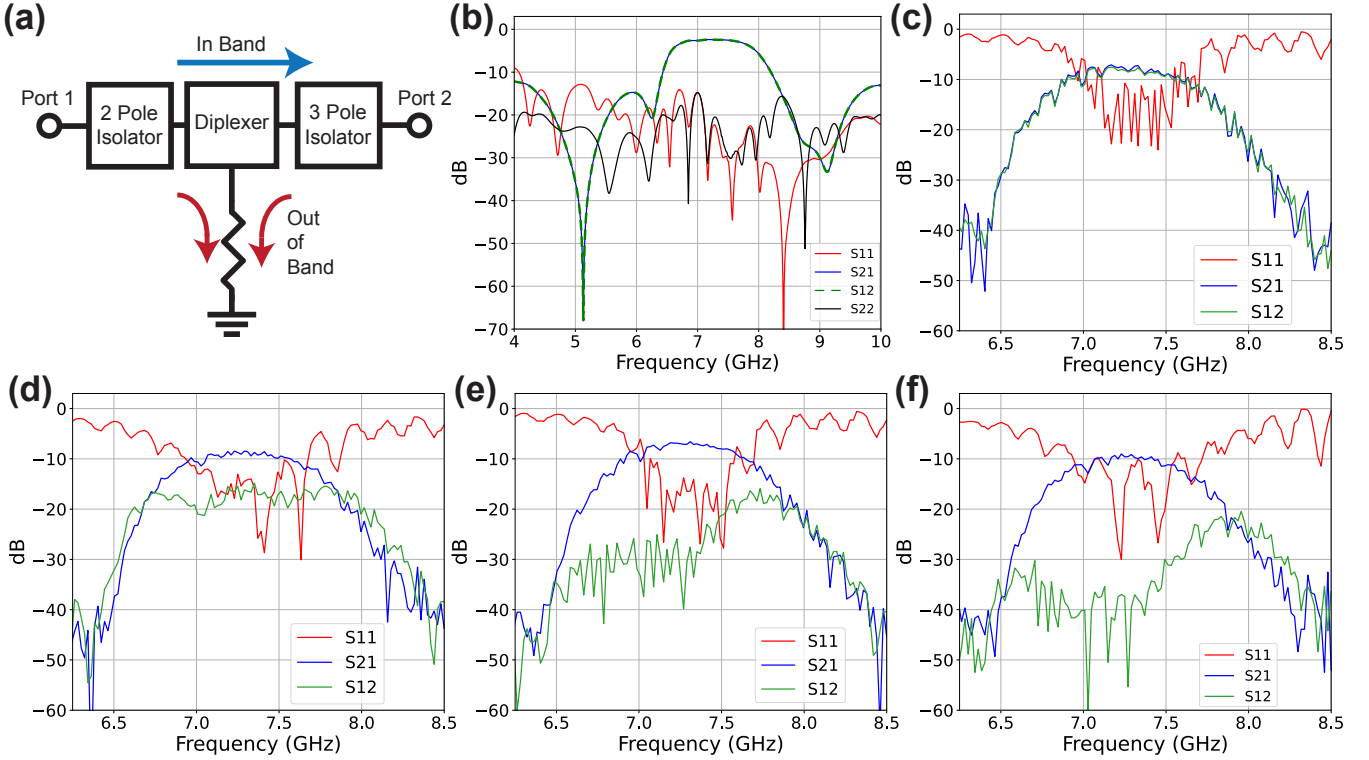 (a)
In Band
Port 1
2 Pole
Isolator
Diplexer
3 Pole
Isolator
Port 2
Out
of
Band
(b)
0
−10
−20
−30
−40
−50
−60
−70
dB
4
5
6
7
8
9
10
Frequency (GHz)
S11
S21
S12
S22
(c)
0
−10
−20
−30
−40
−50
−60
dB
6.5
7.0
7.5
8.0
8.5
Frequency (GHz)
S11
S21
S12
(d)
0
−10
−20
−30
−40
−50
−60
dB
6.5
7.0
7.5
8.0
8.5
Frequency (GHz)
S11
S21
S12
(e)
0
−10
−20
−30
−40
−50
−60
dB
6.5
7.0
7.5
8.0
8.5
Frequency (GHz)
S11
S21
S12
(f)
0
−10
−20
−30
−40
−50
−60
dB
6.5
7.0
7.5
8.0
8.5
Frequency (GHz)
S11
S21
S12